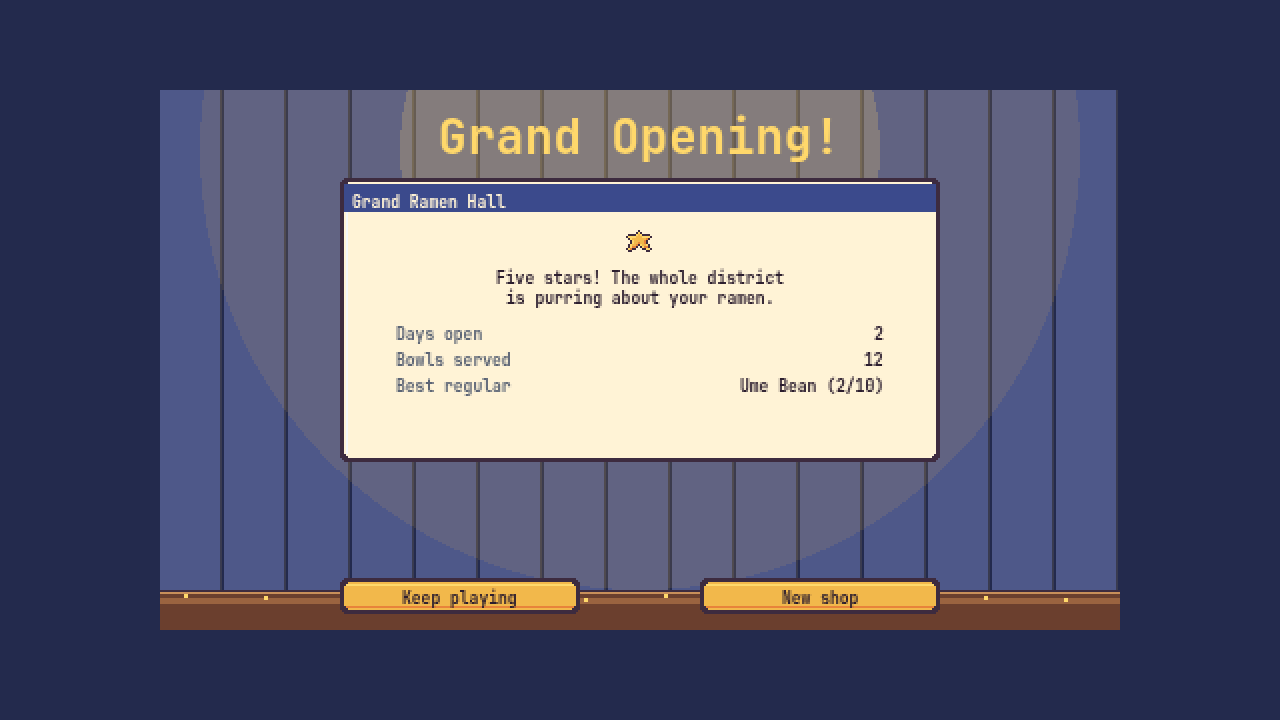 Grand Opening!
Grand Ramen Hall
Five stars! The whole district
is purring about your ramen.
Days open 2
Bowls served 12
Best regular Ume Bean (2/10)
Keep playing New shop